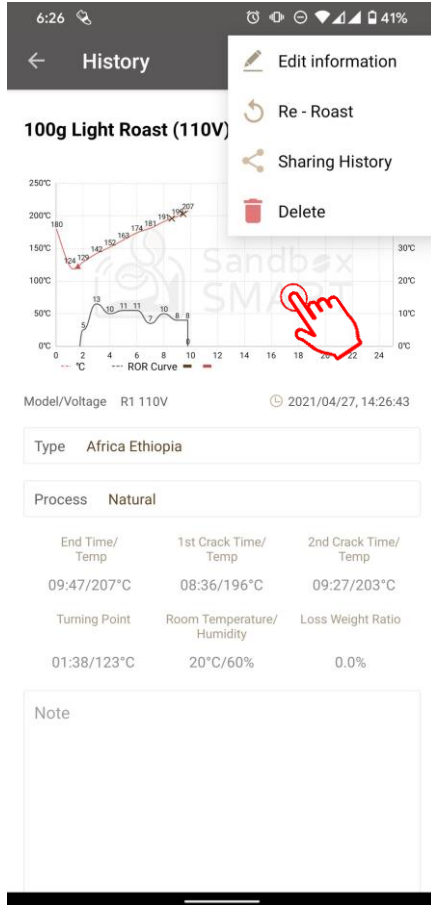 6:26
41%
History
Edit information
Re - Roast
Sharing History
Delete
100g Light Roast (110V)
250℃
200℃
150℃
100℃
50℃
0℃
30℃
20℃
10℃
0℃
180
124 129 142 152 163 174 181 191 196 207
5 13 10 11 11 7 10 8 8 0
Sandbox
SMART
0 2 4 6 8 10 12 14 16 18 20 22 24
℃ ROR Curve
Model/Voltage R1 110V 2021/04/27, 14:26:43
Type Africa Ethiopia
Process Natural
End Time/
Temp
1st Crack Time/
Temp
2nd Crack Time/
Temp
09:47/207°C 08:36/196°C 09:27/203°C
Turning Point
Room Temperature/
Humidity
Loss Weight Ratio
01:38/123°C 20°C/60% 0.0%
Note